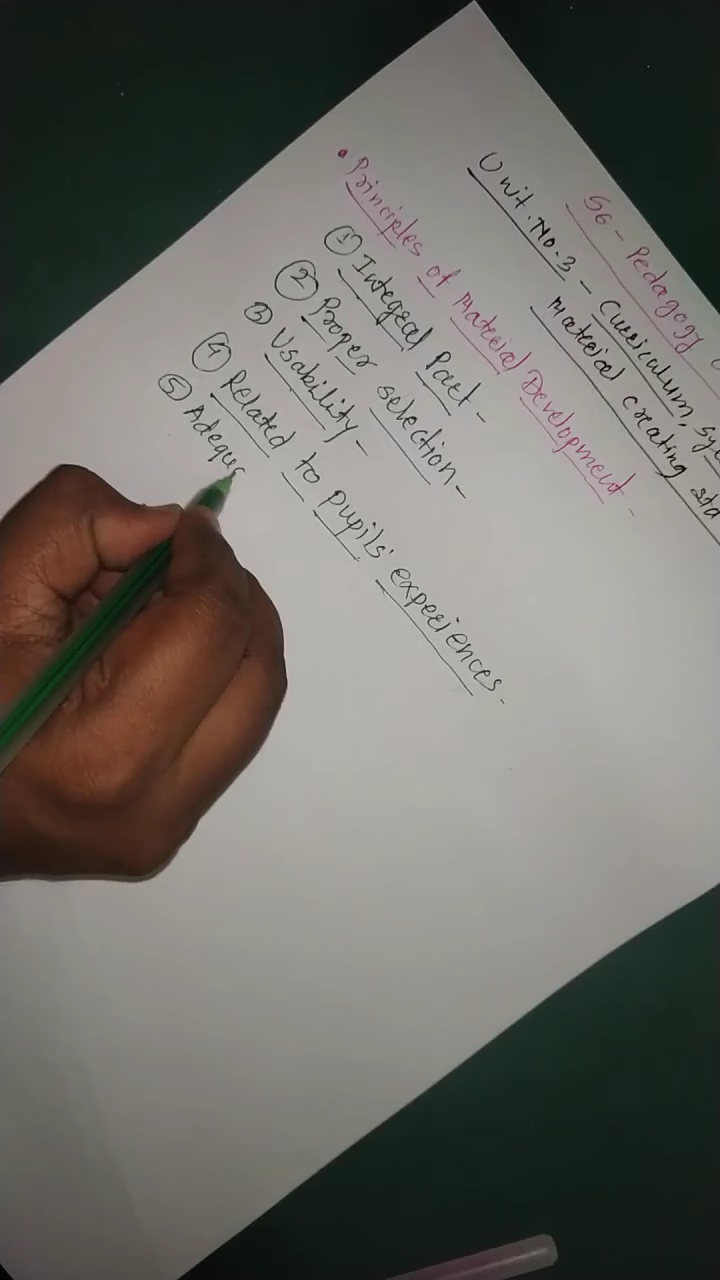 S6 - Pedagogy
Unit. No. 3 - Curriculum,
Material creating
• Principles of Material Development -
① Integral Part -
② Proper selection -
③ Usability -
④ Related to pupils' experiences -
⑤ Adequa